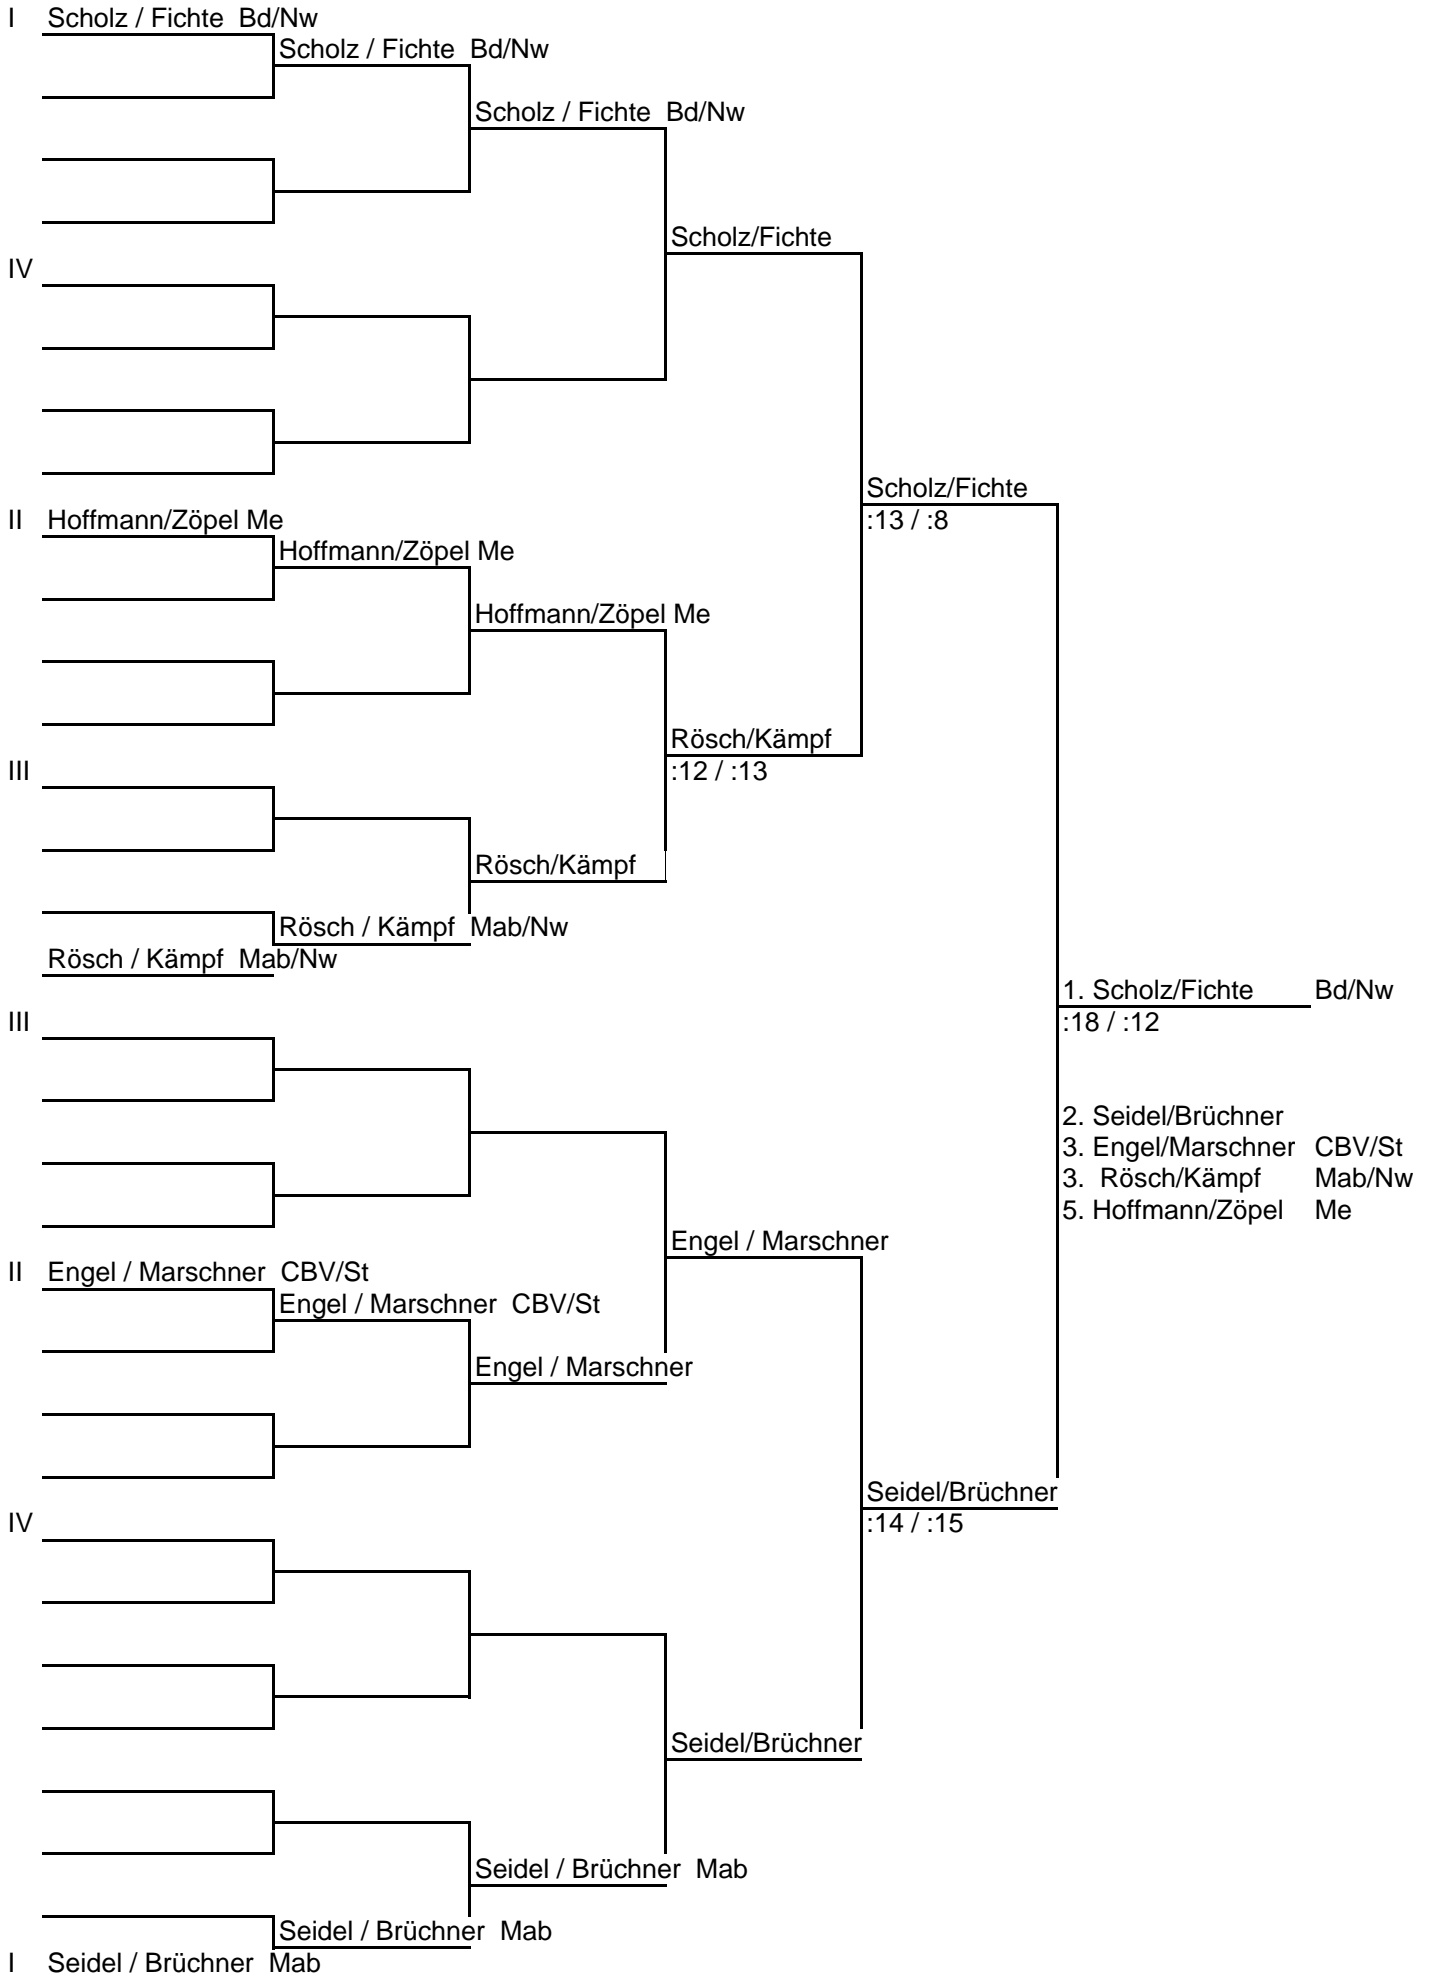 I Scholz / Fichte Bd/Nw
Scholz / Fichte Bd/Nw
Scholz / Fichte Bd/Nw
Scholz/Fichte
IV
Scholz/Fichte
:13 / :8
II Hoffmann/Zöpel Me
Hoffmann/Zöpel Me
Hoffmann/Zöpel Me
Rösch/Kämpf
:12 / :13
III
Rösch/Kämpf
Rösch / Kämpf Mab/Nw
Rösch / Kämpf Mab/Nw
1. Scholz/Fichte Bd/Nw
:18 / :12
III
2. Seidel/Brüchner
3. Engel/Marschner CBV/St
3. Rösch/Kämpf Mab/Nw
5. Hoffmann/Zöpel Me
Engel / Marschner
II Engel / Marschner CBV/St
Engel / Marschner CBV/St
Engel / Marschner
Seidel/Brüchner
:14 / :15
IV
Seidel/Brüchner
Seidel / Brüchner Mab
Seidel / Brüchner Mab
I Seidel / Brüchner Mab